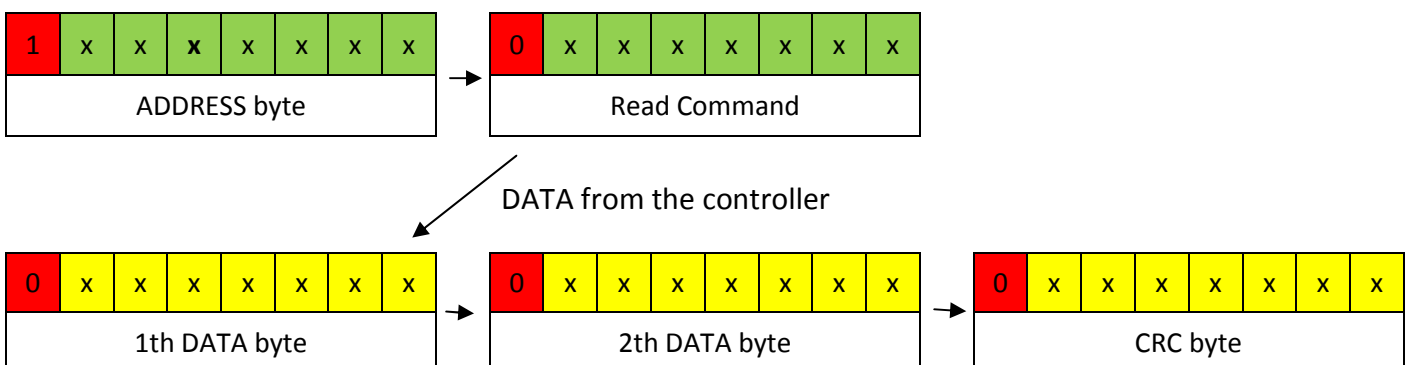 1 x x x x x x x 0 x x x x x x x
ADDRESS byte Read Command
DATA from the controller
0 x x x x x x x 0 x x x x x x x 0 x x x x x x x
1th DATA byte 2th DATA byte CRC byte